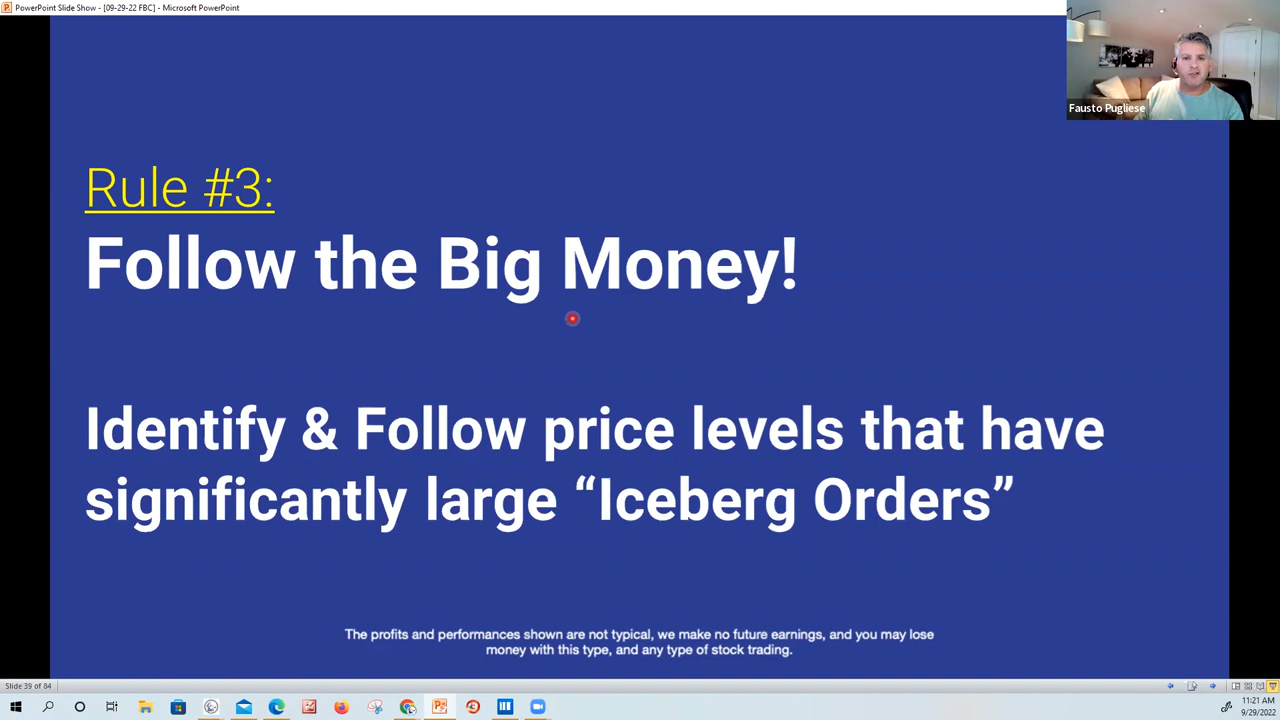 PowerPoint Slide Show - [09-29-22 FBC] - Microsoft PowerPoint
Fausto Pugliese
Rule #3:
Follow the Big Money!
Identify & Follow price levels that have
significantly large “Iceberg Orders”
The profits and performances shown are not typical, we make no future earnings, and you may lose
money with this type, and any type of stock trading.
Slide 39 of 84
11:21 AM
9/29/2022